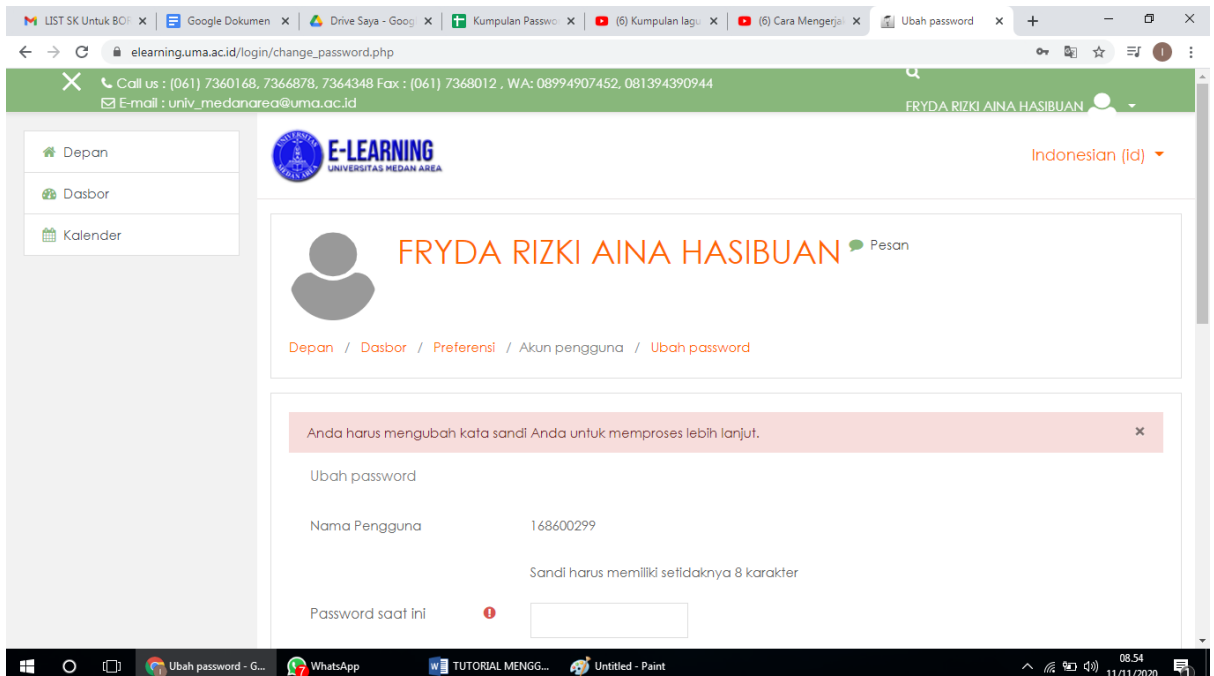 LIST SK Untuk BOP
Google Dokumen
Drive Saya - Goog
Kumpulan Passwo
(6) Kumpulan lagu
(6) Cara Mengerjal
Ubah password
elearning.uma.ac.id/login/change_password.php
Call us : (061) 7360168, 7366878, 7364348 Fax : (061) 7368012 , WA: 08994907452, 081394390944
E-mail : univ_medanarea@uma.ac.id
FRYDA RIZKI AINA HASIBUAN
Depan
Dasbor
Kalender
E-LEARNING
UNIVERSITAS MEDAN AREA
Indonesian (id)
FRYDA RIZKI AINA HASIBUAN
Pesan
Depan / Dasbor / Preferensi / Akun pengguna / Ubah password
Anda harus mengubah kata sandi Anda untuk memproses lebih lanjut.
Ubah password
Nama Pengguna 168600299
Sandi harus memiliki setidaknya 8 karakter
Password saat ini
Ubah password - G...
7
WhatsApp
TUTORIAL MENGG...
Untitled - Paint
08.54
11/11/2020